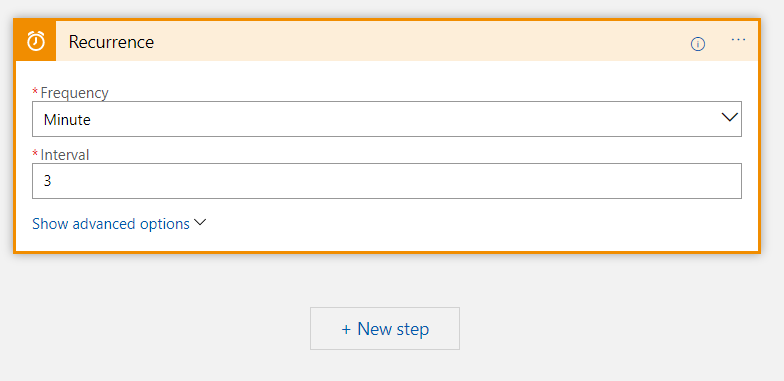 Recurrence
*Frequency
Minute
*Interval
3
Show advanced options
+ New step